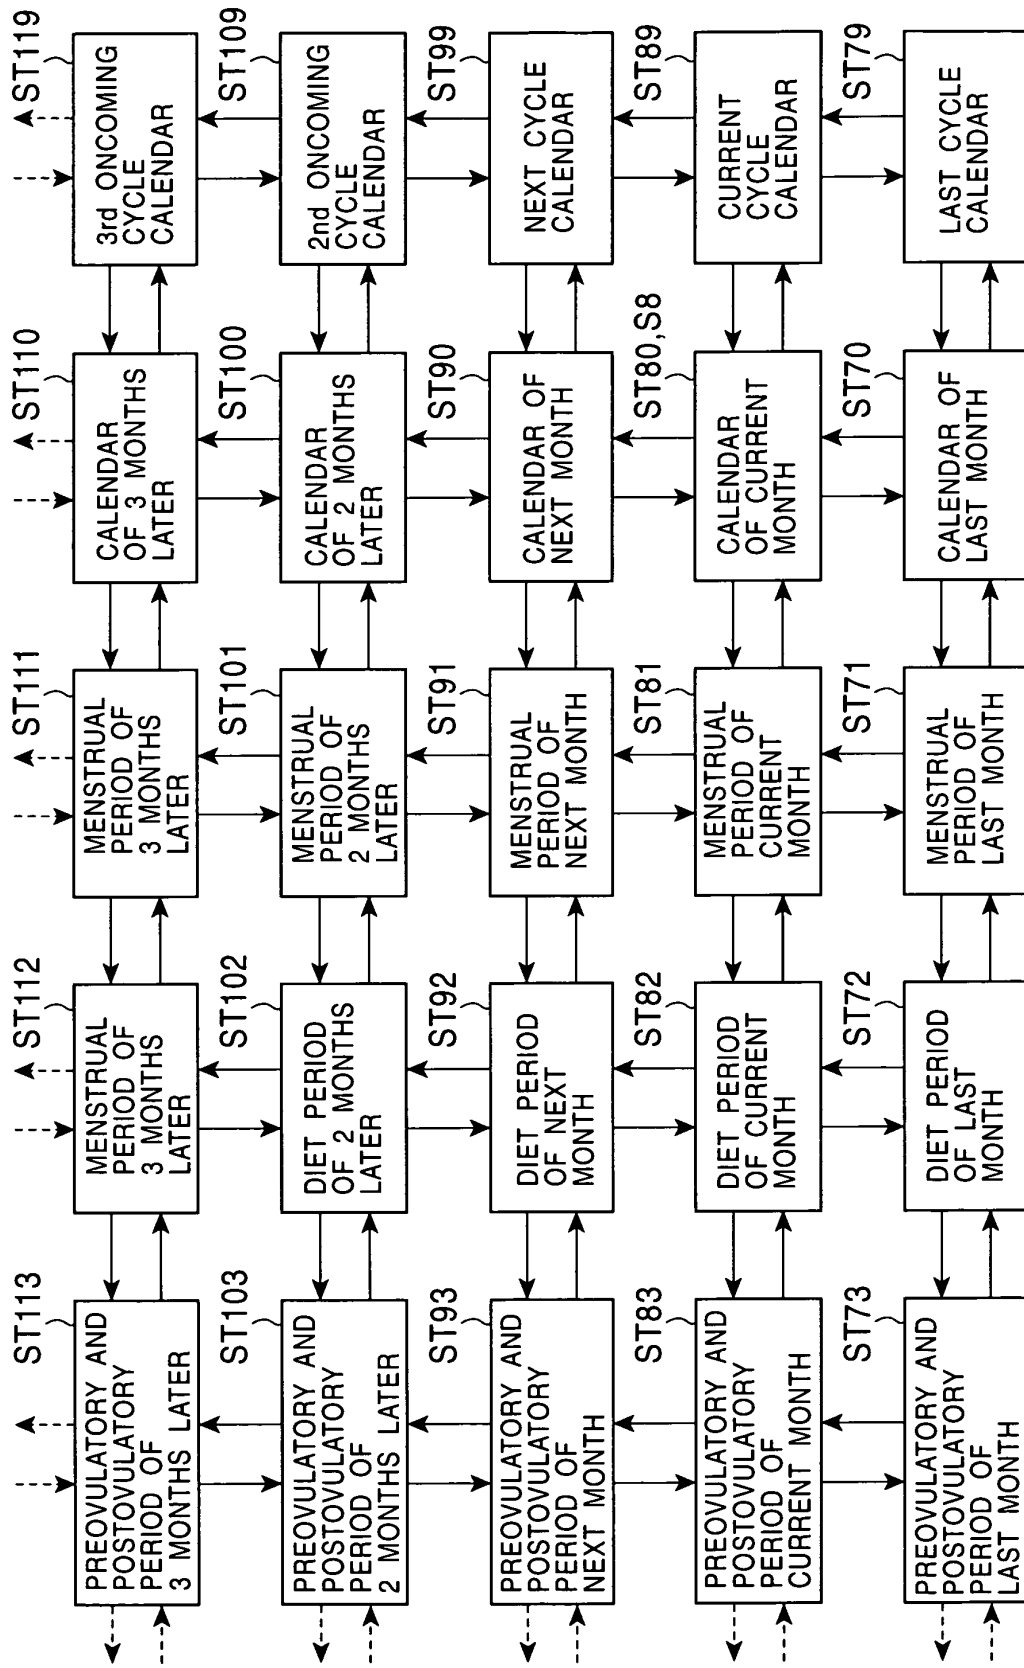 ST113
PREOVULATORY AND
POSTOVULATORY
PERIOD OF
3 MONTHS LATER
ST112
MENSTRUAL
PERIOD OF
3 MONTHS
LATER
ST111
MENSTRUAL
PERIOD OF
3 MONTHS
LATER
ST110
CALENDAR
OF 3 MONTHS
LATER
ST119
3rd ONCOMING
CYCLE
CALENDAR
ST103
PREOVULATORY AND
POSTOVULATORY
PERIOD OF
2 MONTHS LATER
ST102
DIET PERIOD
OF 2 MONTHS
LATER
ST101
MENSTRUAL
PERIOD OF
2 MONTHS
LATER
ST100
CALENDAR
OF 2 MONTHS
LATER
ST109
2nd ONCOMING
CYCLE
CALENDAR
ST93
PREOVULATORY AND
POSTOVULATORY
PERIOD OF
NEXT MONTH
ST92
DIET PERIOD
OF NEXT
MONTH
ST91
MENSTRUAL
PERIOD OF
NEXT MONTH
ST90
CALENDAR OF
NEXT MONTH
ST99
NEXT CYCLE
CALENDAR
ST83
PREOVULATORY AND
POSTOVULATORY
PERIOD OF
CURRENT MONTH
ST82
DIET PERIOD
OF CURRENT
MONTH
ST81
MENSTRUAL
PERIOD OF
CURRENT
MONTH
ST80,S8
CALENDAR
OF CURRENT
MONTH
ST89
CURRENT
CYCLE
CALENDAR
ST73
PREOVULATORY AND
POSTOVULATORY
PERIOD OF
LAST MONTH
ST72
DIET PERIOD
OF LAST
MONTH
ST71
MENSTRUAL
PERIOD OF
LAST MONTH
ST70
CALENDAR OF
LAST MONTH
ST79
LAST CYCLE
CALENDAR